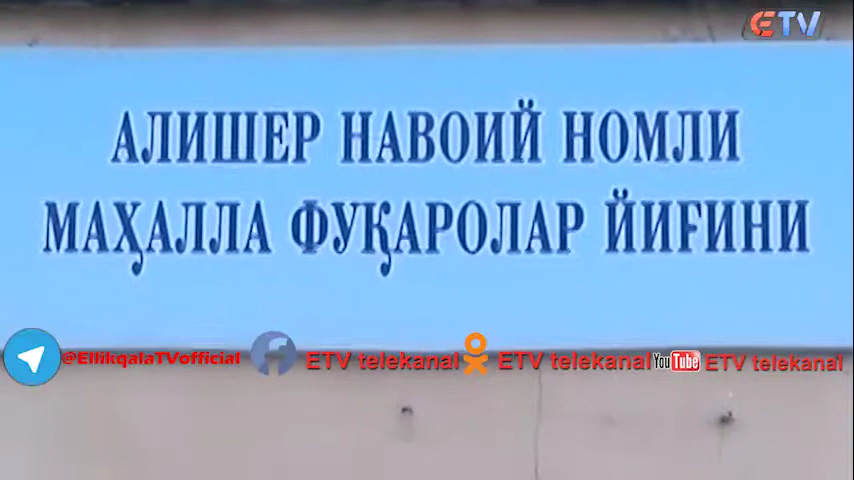 ETV
АЛИШЕР НАВОИЙ НОМЛИ
МАҲАЛЛА ФУҚАРОЛАР ЙИҒИНИ
@EllikqalaTVofficial ETV telekanal ETV telekanal YouTube ETV telekanal